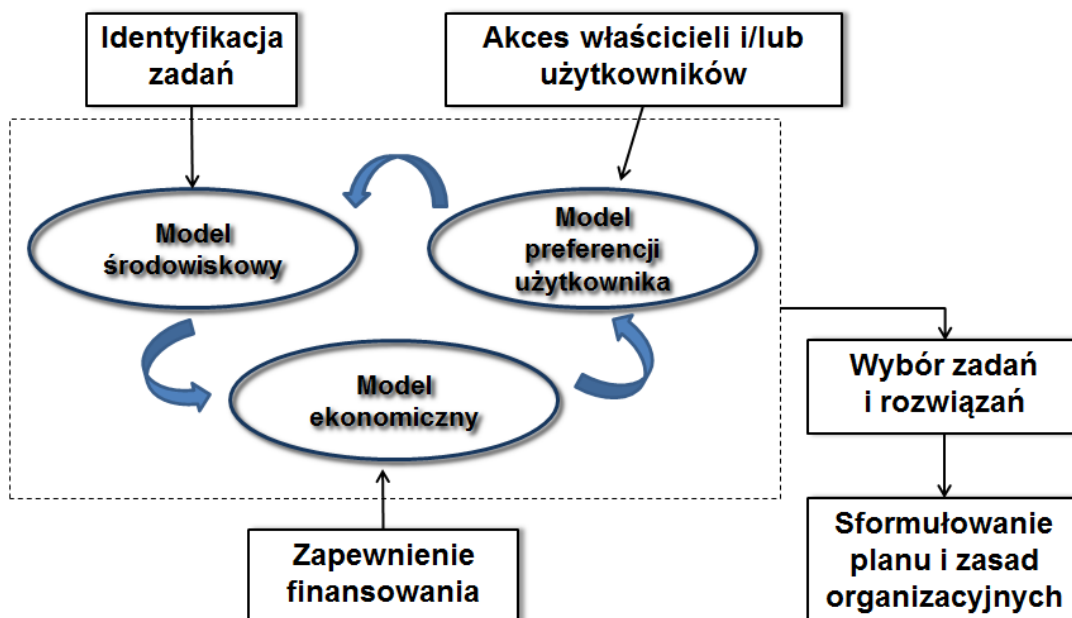 Identyfikacja
zadań
Akces właścicieli i/lub
użytkowników
Model
środowiskowy
Model
preferencji
użytkownika
Model
ekonomiczny
Wybór zadań
i rozwiązań
Zapewnienie
finansowania
Sformułowanie
planu i zasad
organizacyjnych